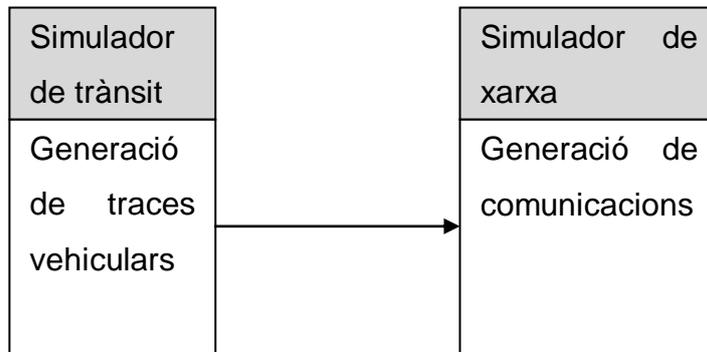 Simulador
de trànsit
Generació
de traces
vehiculars
Simulador de
xarxa
Generació de
comunicacions